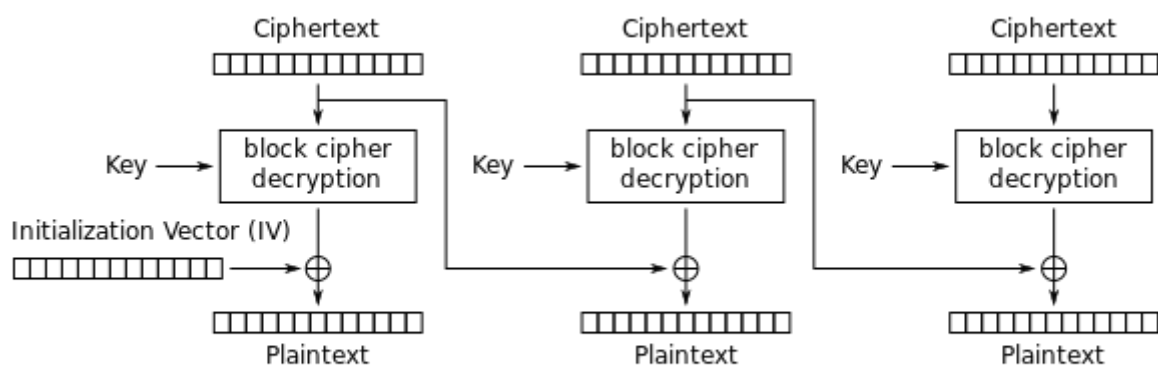 Ciphertext
Ciphertext
Ciphertext
Key
block cipher
decryption
Key
block cipher
decryption
Key
block cipher
decryption
Initialization Vector (IV)
Plaintext
Plaintext
Plaintext